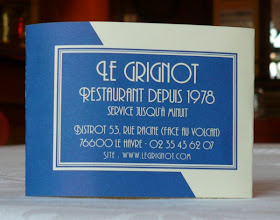 LE GRIGNOT
RESTAURANT DEPUIS 1978
SERVICE JUSQU'À MINUIT
BISTROT 53, RUE RACINE (FACE AU VOLCAN)
76600 LE HAVRE - 02 35 43 62 07
SITE : WWW.LEGRIGNOT.COM